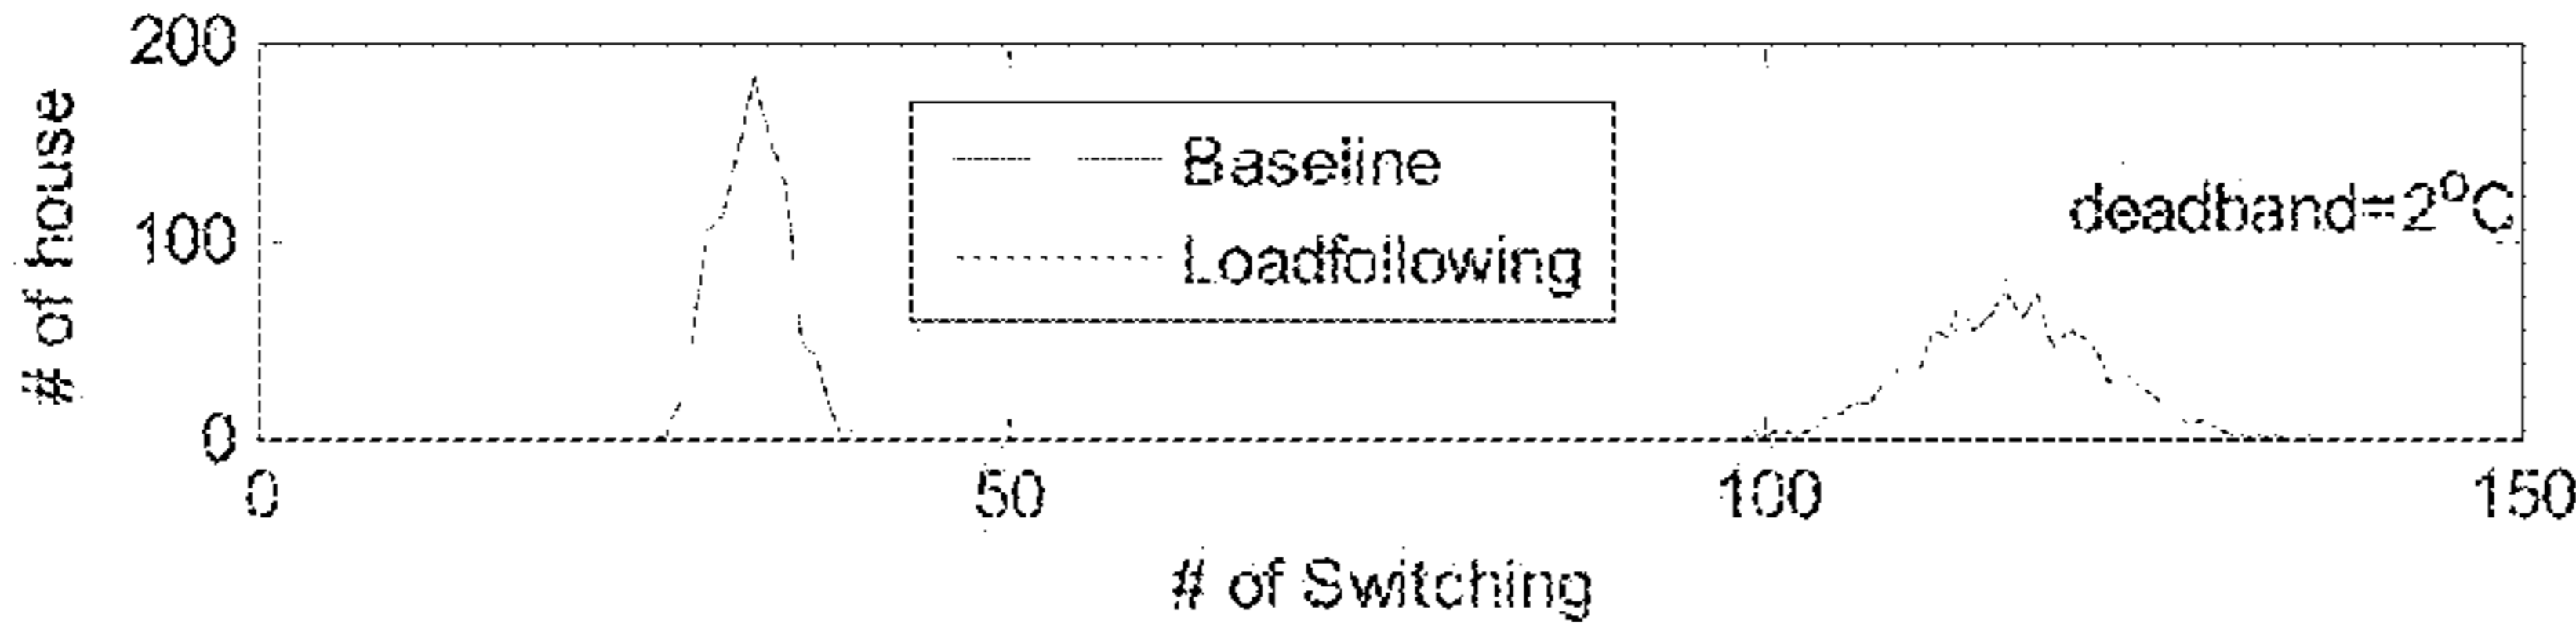 200
100
0
# of house
Baseline
Loadfollowing
deadband=2°C
0 50 100 150
# of Switching